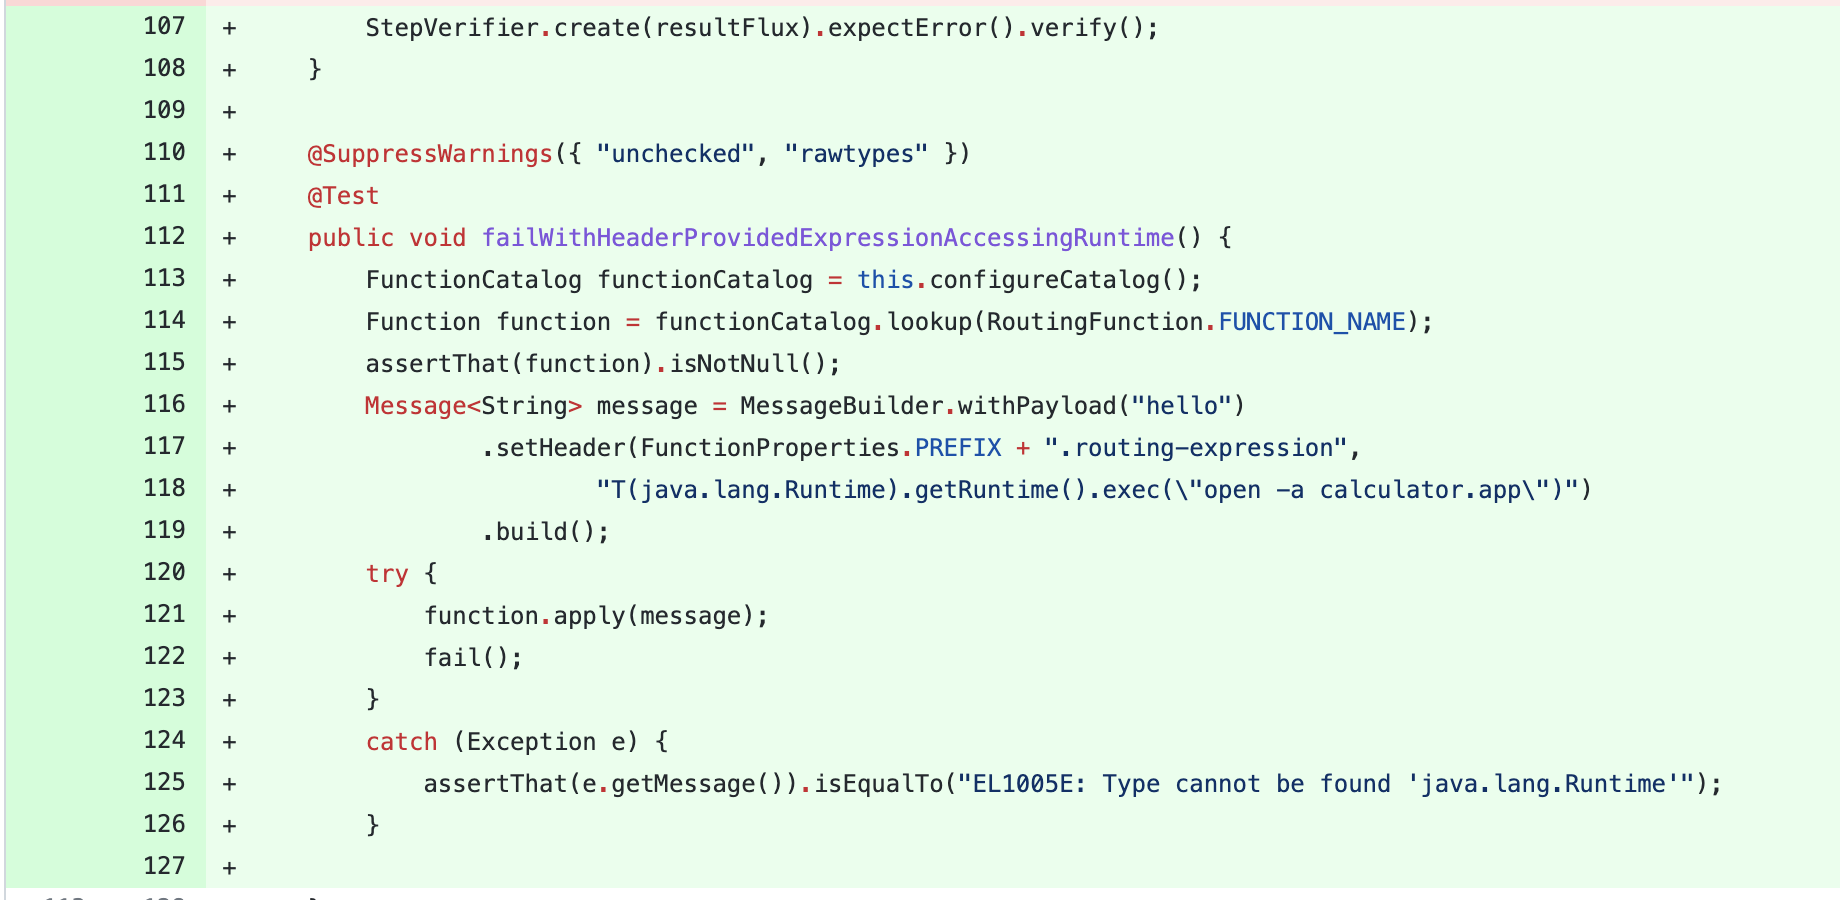 107 + StepVerifier.create(resultFlux).expectError().verify();
108 + }
109 +
110 + @SuppressWarnings({ "unchecked", "rawtypes" })
111 + @Test
112 + public void failWithHeaderProvidedExpressionAccessingRuntime() {
113 + FunctionCatalog functionCatalog = this.configureCatalog();
114 + Function function = functionCatalog.lookup(RoutingFunction.FUNCTION_NAME);
115 + assertThat(function).isNotNull();
116 + Message<String> message = MessageBuilder.withPayload("hello")
117 + .setHeader(FunctionProperties.PREFIX + ".routing-expression",
118 + "T(java.lang.Runtime).getRuntime().exec(\"open -a calculator.app\")")
119 + .build();
120 + try {
121 + function.apply(message);
122 + fail();
123 + }
124 + catch (Exception e) {
125 + assertThat(e.getMessage()).isEqualTo("EL1005E: Type cannot be found 'java.lang.Runtime'");
126 + }
127 +